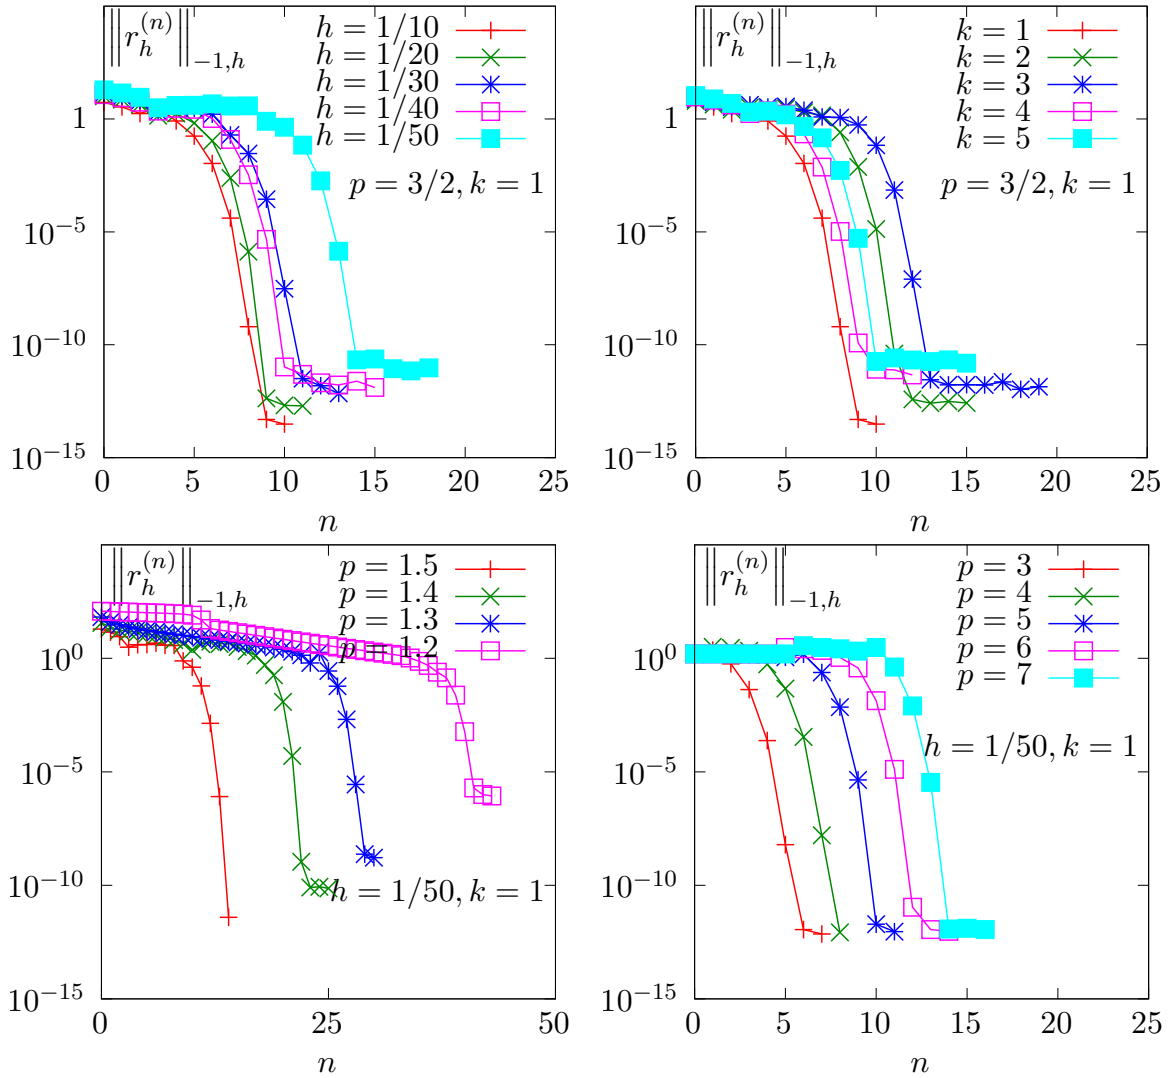 ‖r_h^(n)‖_{-1,h}
h = 1/10
h = 1/20
h = 1/30
h = 1/40
h = 1/50
p = 3/2, k = 1
1
10^-5
10^-10
10^-15
0 5 10 15 20 25
n
‖r_h^(n)‖_{-1,h}
k = 1
k = 2
k = 3
k = 4
k = 5
p = 3/2, k = 1
1
10^-5
10^-10
10^-15
0 5 10 15 20 25
n
‖r_h^(n)‖_{-1,h}
p = 1.5
p = 1.4
p = 1.3
p = 1.2
h = 1/50, k = 1
10^0
10^-5
10^-10
10^-15
0 25 50
n
‖r_h^(n)‖_{-1,h}
p = 3
p = 4
p = 5
p = 6
p = 7
h = 1/50, k = 1
10^0
10^-5
10^-10
10^-15
0 5 10 15 20 25
n